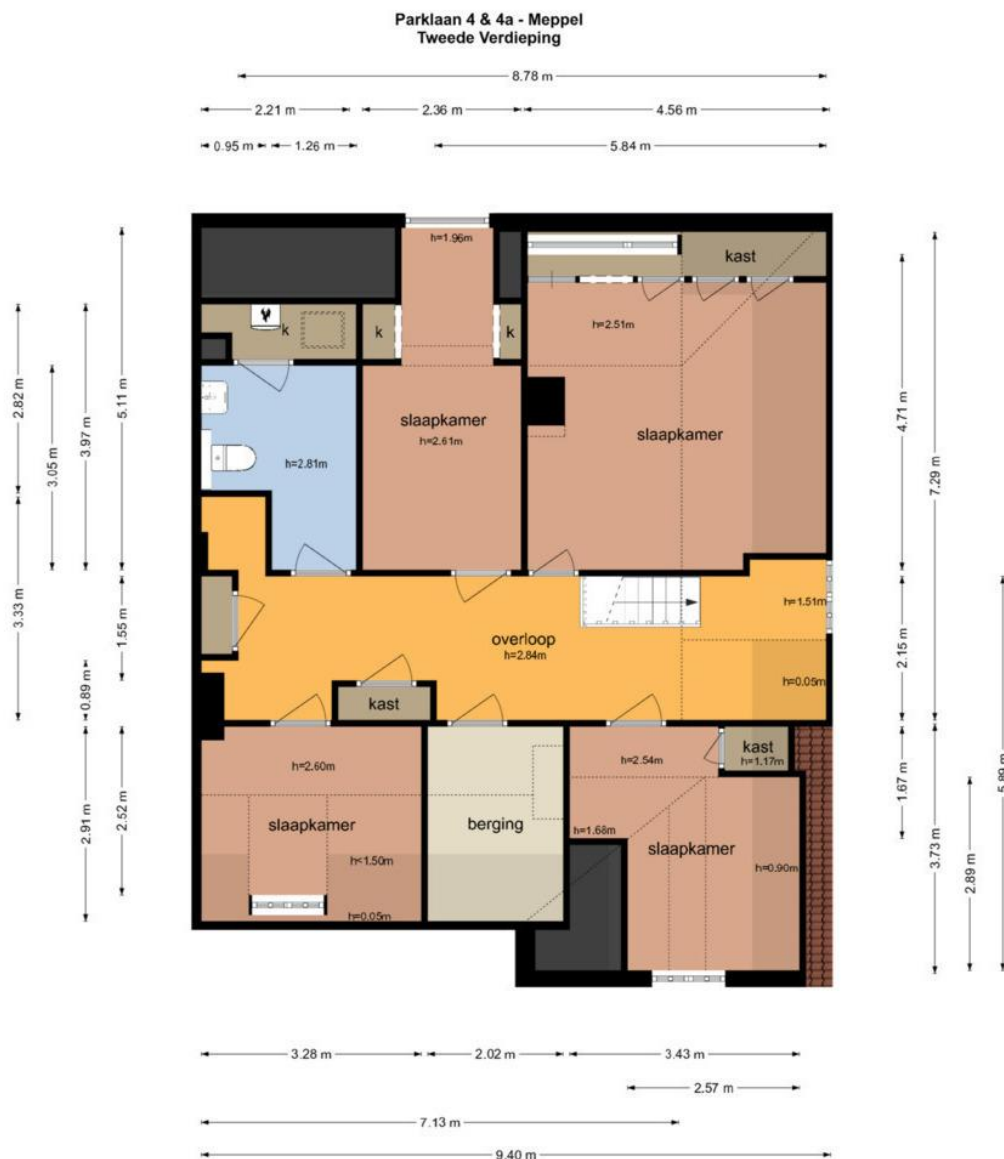 Parklaan 4 & 4a - Meppel
Tweede Verdieping
8.78 m
2.21 m
2.36 m
4.56 m
0.95 m
1.26 m
5.84 m
h=1.96m
kast
k
k
k
h=2.51m
slaapkamer
h=2.61m
slaapkamer
h=2.81m
2.82 m
3.05 m
3.97 m
5.11 m
4.71 m
7.29 m
3.33 m
0.89 m
1.55 m
h=1.51m
overloop
h=2.84m
h=0.05m
kast
2.15 m
5.89 m
h=2.60m
slaapkamer
h<1.50m
h=0.05m
berging
h=2.54m
kast
h=1.17m
h=1.68m
slaapkamer
h=0.90m
2.91 m
2.52 m
1.67 m
3.73 m
2.89 m
3.28 m
2.02 m
3.43 m
2.57 m
7.13 m
9.40 m